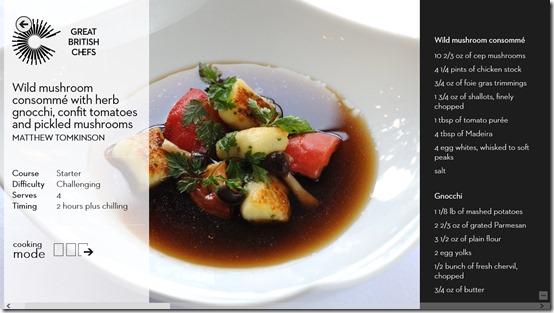 GREAT
BRITISH
CHEFS
Wild mushroom
consommé with herb
gnocchi, confit tomatoes
and pickled mushrooms
MATTHEW TOMKINSON
Course Starter
Difficulty Challenging
Serves 4
Timing 2 hours plus chilling
cooking
mode
Wild mushroom consommé
10 2/3 oz of cep mushrooms
4 1/4 pints of chicken stock
3/4 oz of foie gras trimmings
1 3/4 oz of shallots, finely
chopped
1 tbsp of tomato purée
4 tbsp of Madeira
4 egg whites, whisked to soft
peaks
salt
Gnocchi
1 1/8 lb of mashed potatoes
2 2/3 oz of grated Parmesan
3 1/2 oz of plain flour
2 egg yolks
1/2 bunch of fresh chervil,
chopped
3/4 oz of butter